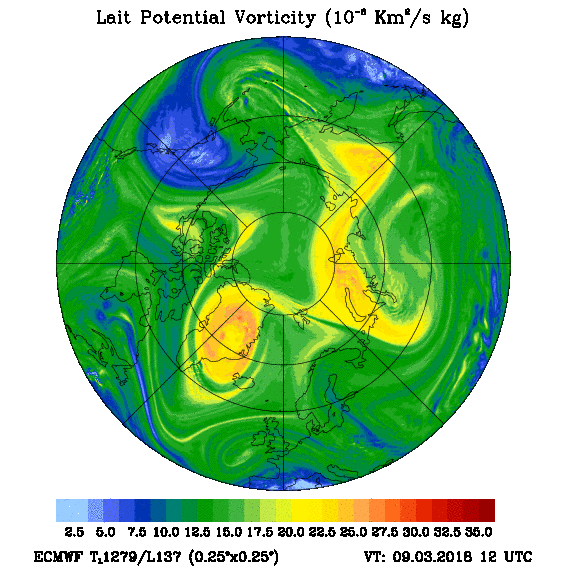 Lait Potential Vorticity (10⁻⁸ Km²/s kg)
2.5 5.0 7.5 10.0 12.5 15.0 17.5 20.0 22.5 25.0 27.5 30.0 32.5 35.0
ECMWF T_L1279/L137 (0.25°x0.25°) VT: 09.03.2018 12 UTC